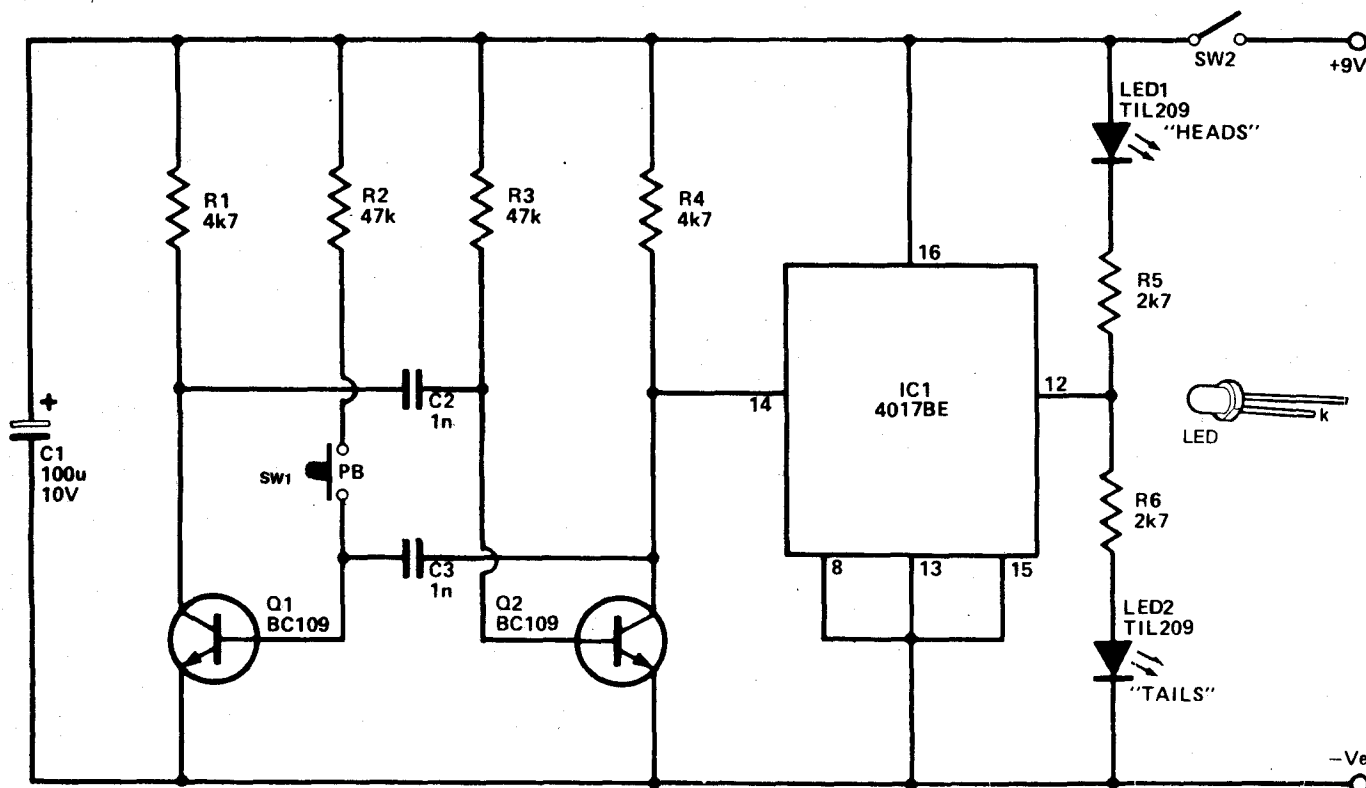 SW2
+9V
LED1
TIL209
"HEADS"
R1
4k7
R2
47k
R3
47k
R4
4k7
16
R5
2k7
+
C1
100u
10V
C2
1n
14
IC1
4017BE
12
LED
k
SW1
PB
R6
2k7
C3
1n
8
13
15
Q1
BC109
Q2
BC109
LED2
TIL209
"TAILS"
−Ve